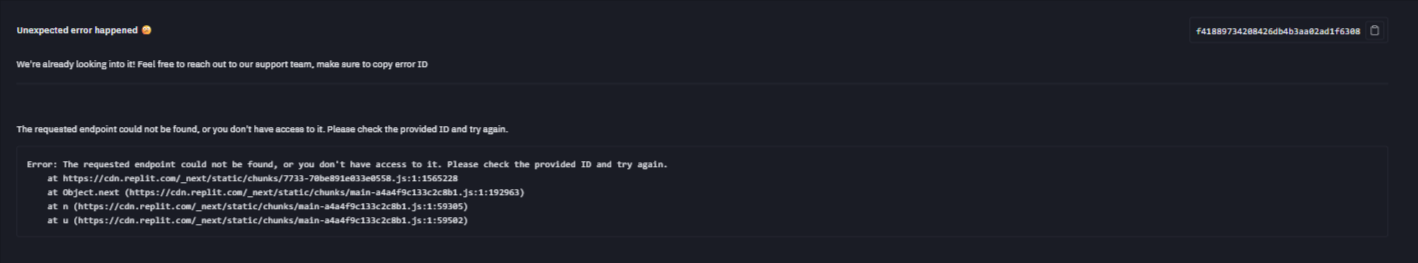 Unexpected error happened 🤕
f41889734208426db4b3aa02ad1f6308
We're already looking into it! Feel free to reach out to our support team, make sure to copy error ID
The requested endpoint could not be found, or you don't have access to it. Please check the provided ID and try again.
Error: The requested endpoint could not be found, or you don't have access to it. Please check the provided ID and try again.
at https://cdn.replit.com/_next/static/chunks/7733-70be891e033e0558.js:1:1565228
at Object.next (https://cdn.replit.com/_next/static/chunks/main-a4a4f9c133c2c8b1.js:1:192963)
at n (https://cdn.replit.com/_next/static/chunks/main-a4a4f9c133c2c8b1.js:1:59305)
at u (https://cdn.replit.com/_next/static/chunks/main-a4a4f9c133c2c8b1.js:1:59502)